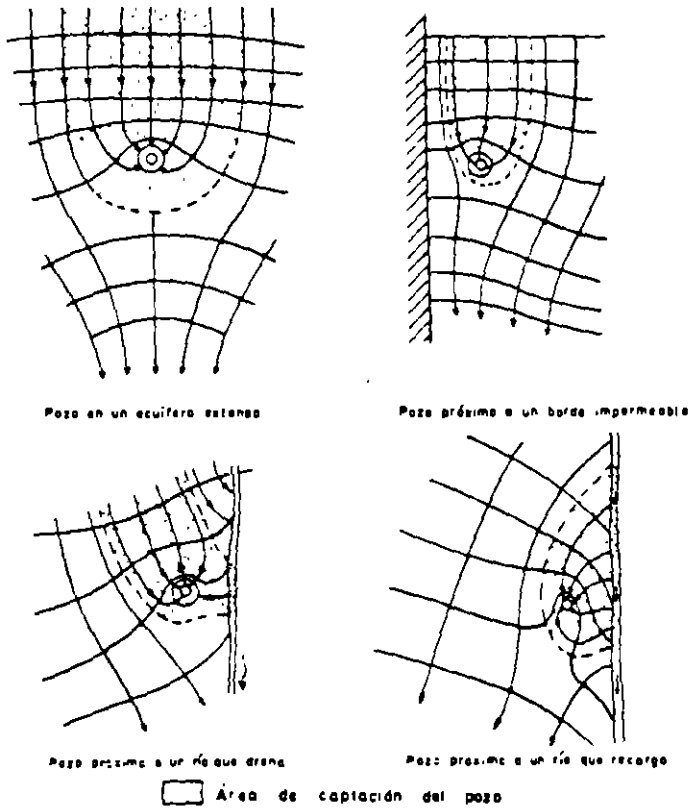 Pozo en un acuífero extenso
Pozo próximo a un borde impermeable
Pozo próximo a un río que drena
Pozo próximo a un río que recarga
Área de captación del pozo